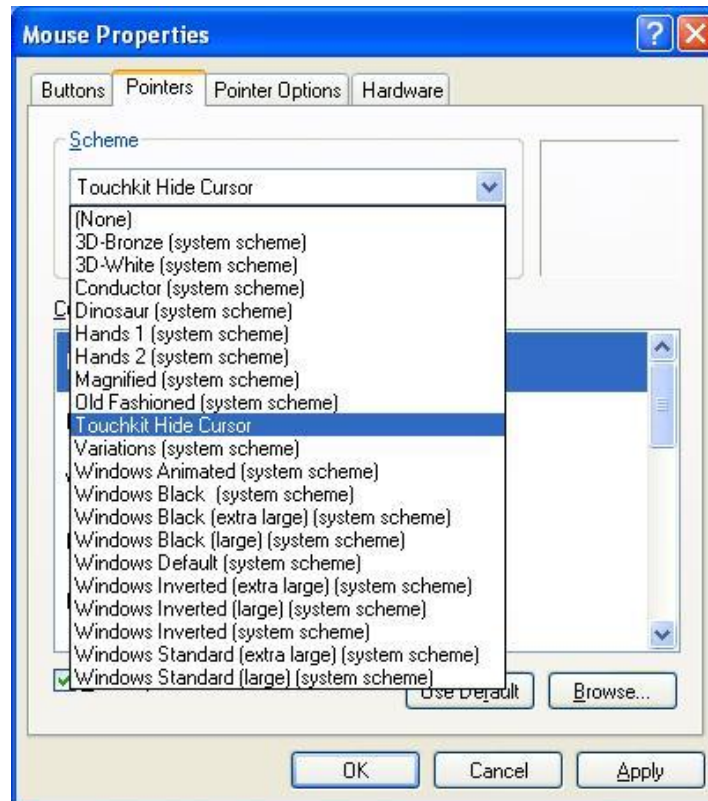 Mouse Properties
Buttons Pointers Pointer Options Hardware
Scheme
Touchkit Hide Cursor
(None)
3D-Bronze (system scheme)
3D-White (system scheme)
Conductor (system scheme)
Dinosaur (system scheme)
Hands 1 (system scheme)
Hands 2 (system scheme)
Magnified (system scheme)
Old Fashioned (system scheme)
Touchkit Hide Cursor
Variations (system scheme)
Windows Animated (system scheme)
Windows Black (system scheme)
Windows Black (extra large) (system scheme)
Windows Black (large) (system scheme)
Windows Default (system scheme)
Windows Inverted (extra large) (system scheme)
Windows Inverted (large) (system scheme)
Windows Inverted (system scheme)
Windows Standard (extra large) (system scheme)
Windows Standard (large) (system scheme)
Use Default Browse...
OK Cancel Apply